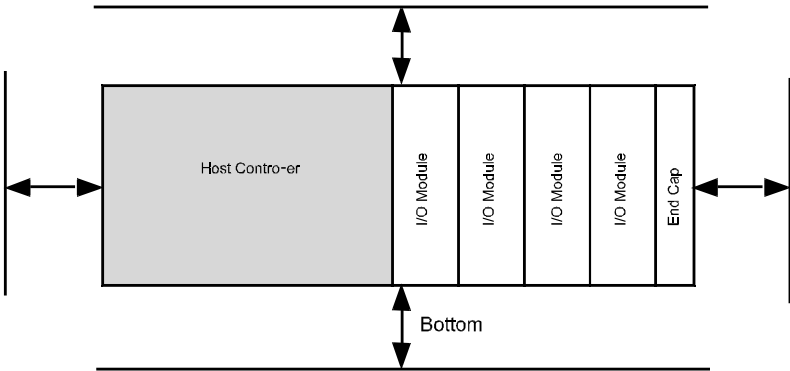 Host Contro-er
I/O Module
I/O Module
I/O Module
I/O Module
End Cap
Bottom